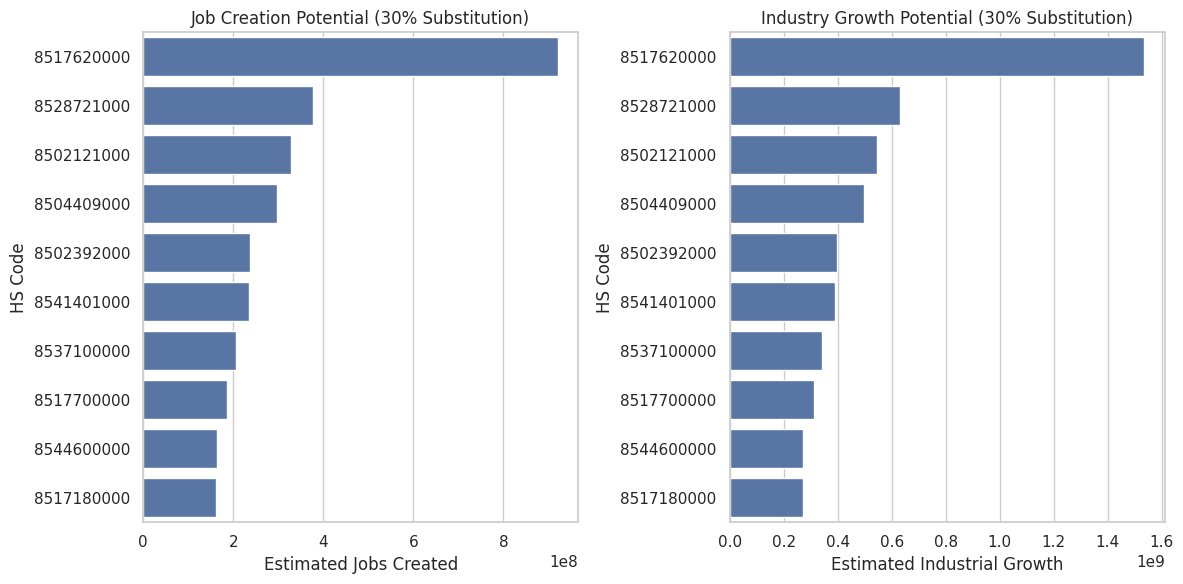 Job Creation Potential (30% Substitution)
8517620000
8528721000
8502121000
8504409000
8502392000
8541401000
8537100000
8517700000
8544600000
8517180000
HS Code
0 2 4 6 8
1e8
Estimated Jobs Created
Industry Growth Potential (30% Substitution)
8517620000
8528721000
8502121000
8504409000
8502392000
8541401000
8537100000
8517700000
8544600000
8517180000
HS Code
0.0 0.2 0.4 0.6 0.8 1.0 1.2 1.4 1.6
1e9
Estimated Industrial Growth